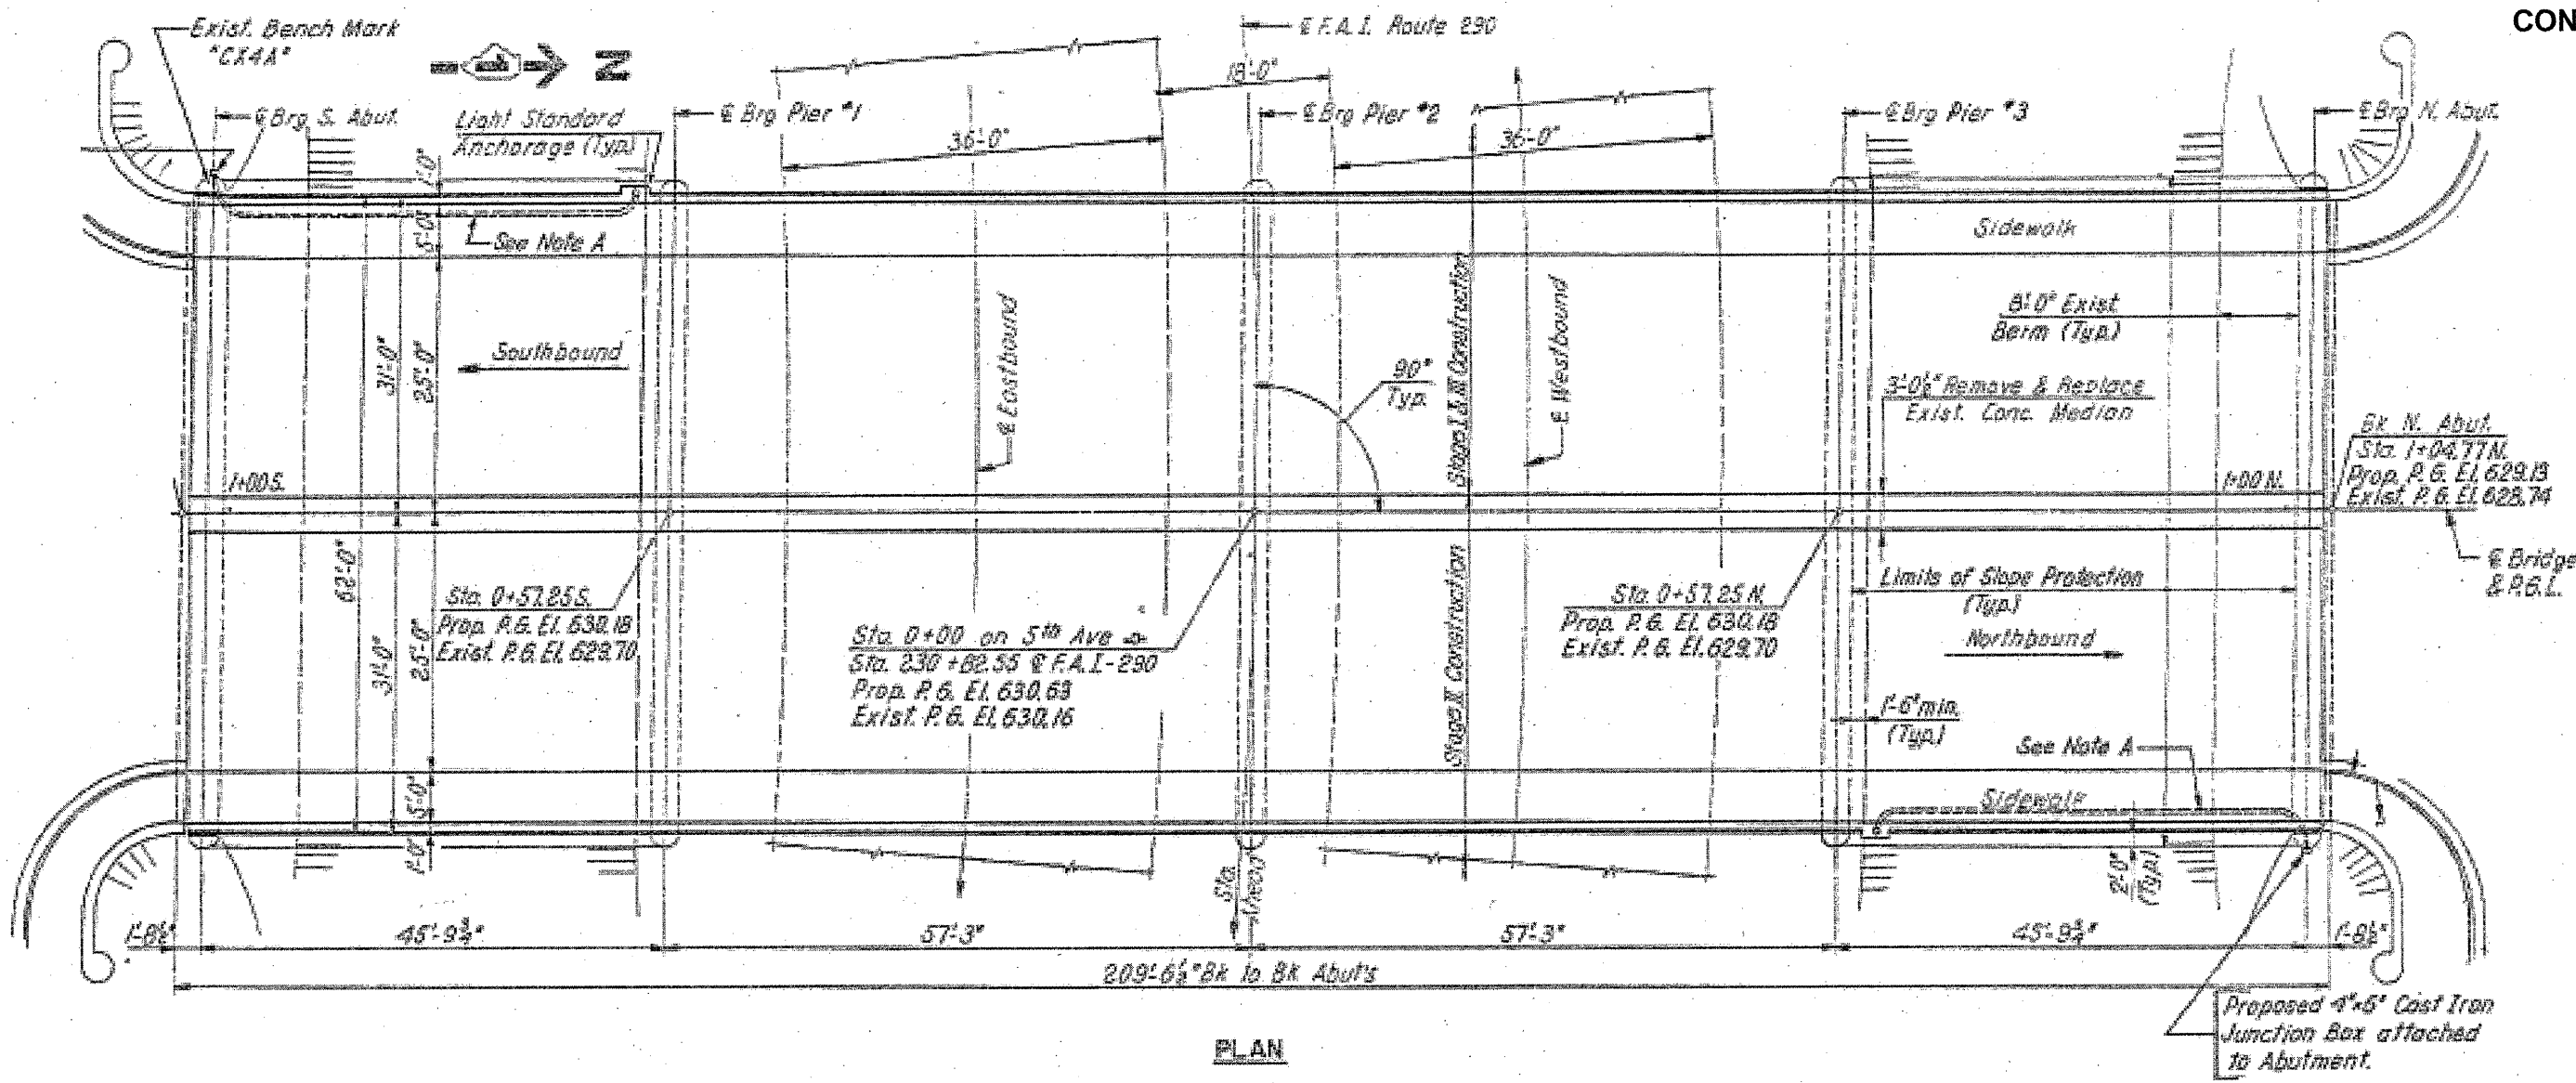 CON
Exist. Bench Mark
"CX4A"
N
℄ F.A.I. Route 290
18'-0"
℄ Brg S. Abut.
Light Standard
Anchorage (Typ.)
℄ Brg Pier #1
℄ Brg Pier #2
℄ Brg Pier #3
℄ Brg N. Abut.
36'-0"
36'-0"
1'-0"
5'-0"
See Note A
Sidewalk
31'-0"
25'-0"
Southbound
℄ Eastbound
90°
Typ.
Stage I & III Construction
℄ Westbound
8'-0" Exist.
Berm (Typ.)
3'-0½" Remove & Replace
Exist. Conc. Median
Bk N. Abut.
Sta. 1+04.77 N.
Prop. P.G. El. 629.19
Exist. P.G. El. 628.74
1+00 S.
1+00 N.
℄ Bridge
& P.G.L.
62'-0"
31'-0"
25'-0"
Sta. 0+57.25 S.
Prop. P.G. El. 630.18
Exist. P.G. El. 629.70
Sta. 0+00 on 5th Ave =
Sta. 230+82.55 ℄ F.A.I.-290
Prop. P.G. El. 630.69
Exist. P.G. El. 630.16
Stage II Construction
Sta. 0+57.25 N.
Prop. P.G. El. 630.18
Exist. P.G. El. 629.70
Limits of Slope Protection
(Typ.)
Northbound
1'-6" min.
(Typ.)
See Note A
Sidewalk
5'-0"
1'-0"
Sta.
Ahead
2'-0"
(Typ.)
1'-8½"
45'-9¾"
57'-3"
57'-3"
45'-9¾"
1'-8½"
209'-6½" Bk to Bk Abut's
Proposed 4"x6" Cast Iron
Junction Box attached
to Abutment.
PLAN